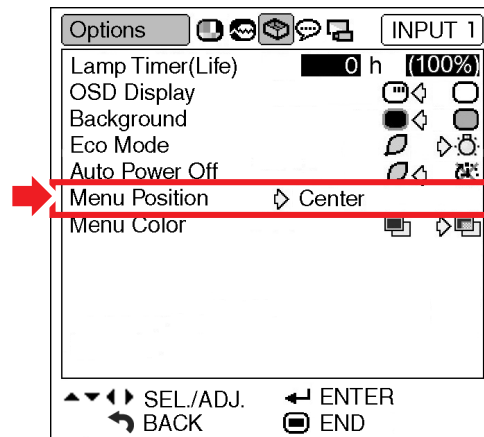 Options INPUT 1
Lamp Timer(Life) 0 h (100%)
OSD Display
Background
Eco Mode
Auto Power Off
Menu Position Center
Menu Color
SEL./ADJ. ENTER
BACK END